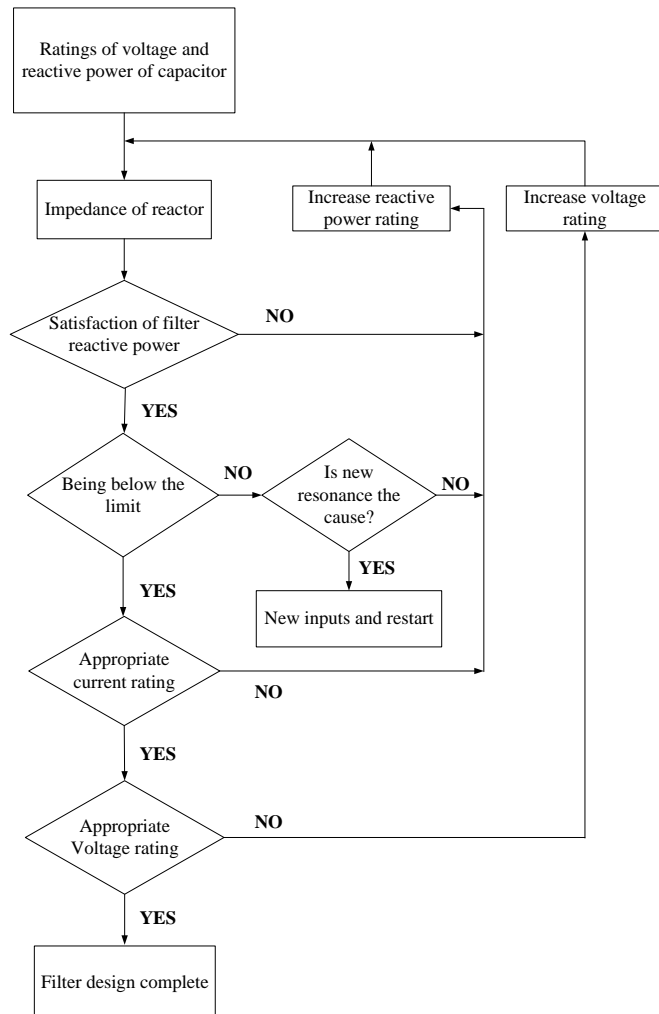 Ratings of voltage and
reactive power of capacitor
Impedance of reactor
Increase reactive
power rating
Increase voltage
rating
Satisfaction of filter
reactive power
NO
YES
Being below the
limit
NO
Is new
resonance the
cause?
NO
YES
YES
New inputs and restart
Appropriate
current rating
NO
YES
Appropriate
Voltage rating
NO
YES
Filter design complete